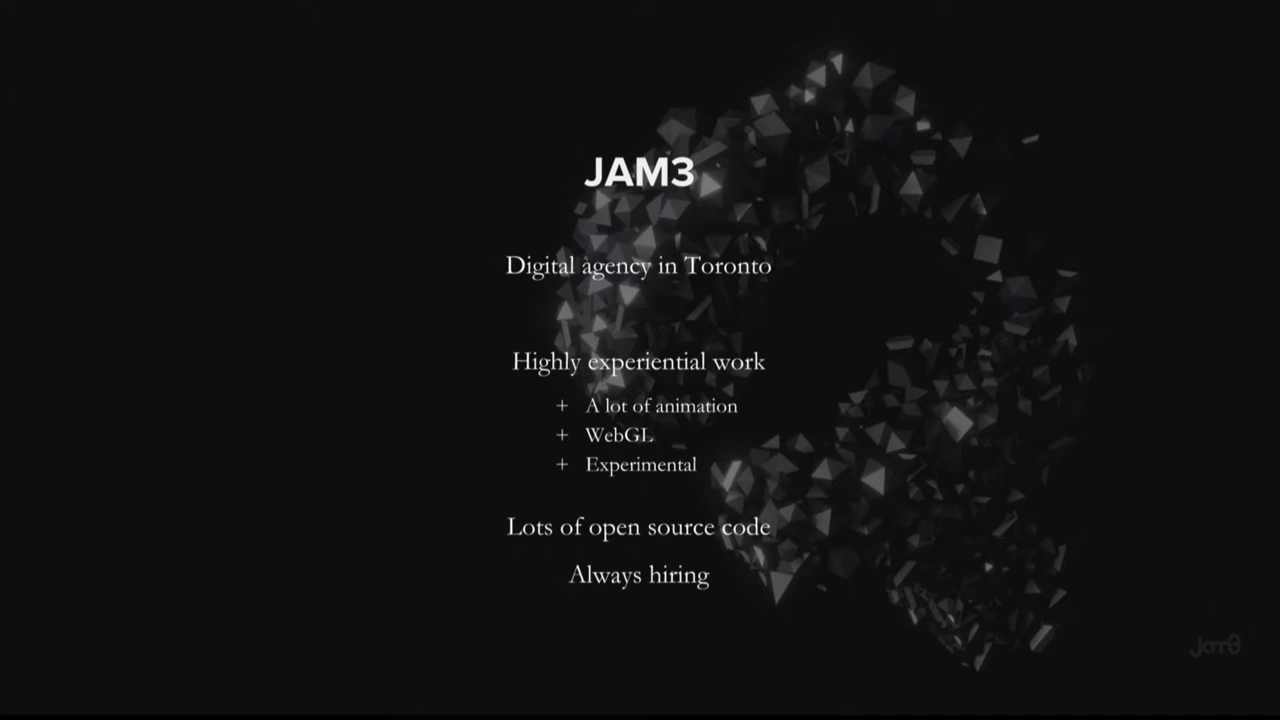 JAM3
Digital agency in Toronto
Highly experiential work
+ A lot of animation
+ WebGL
+ Experimental
Lots of open source code
Always hiring
jam3